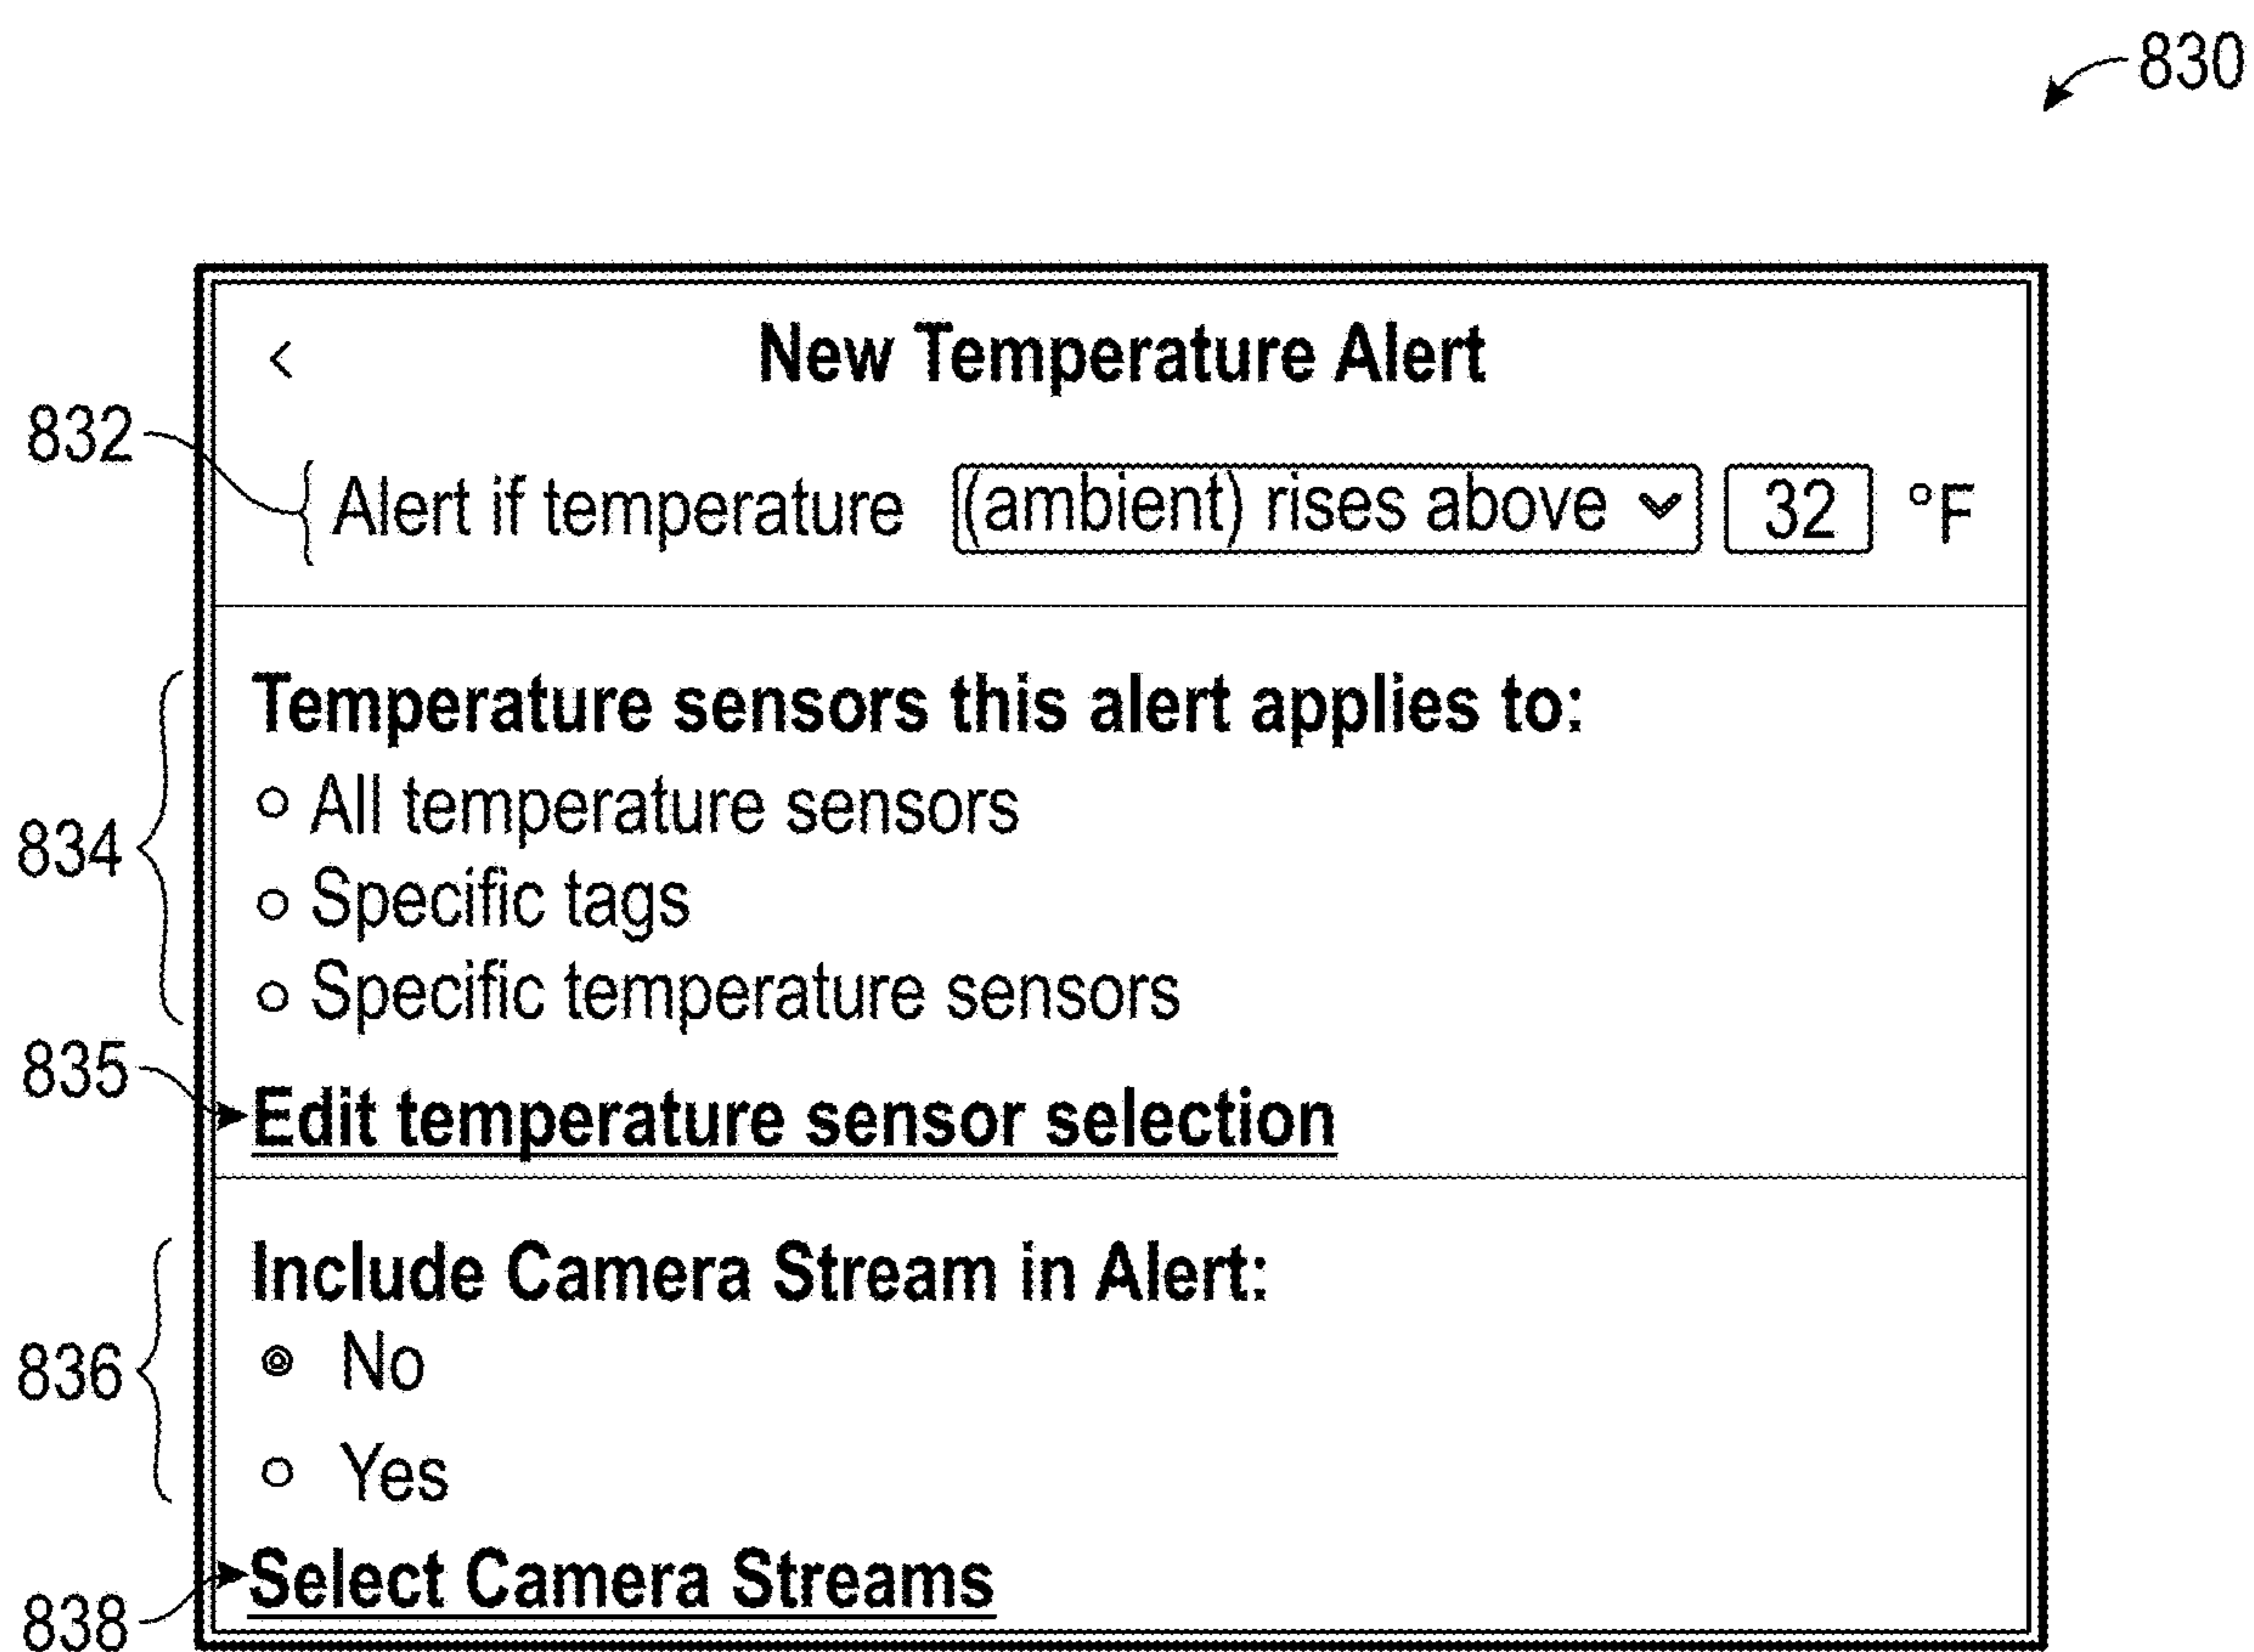 830
< New Temperature Alert
832
Alert if temperature (ambient) rises above 32 °F
Temperature sensors this alert applies to:
834
All temperature sensors
Specific tags
Specific temperature sensors
835
Edit temperature sensor selection
Include Camera Stream in Alert:
836
No
Yes
Select Camera Streams
838